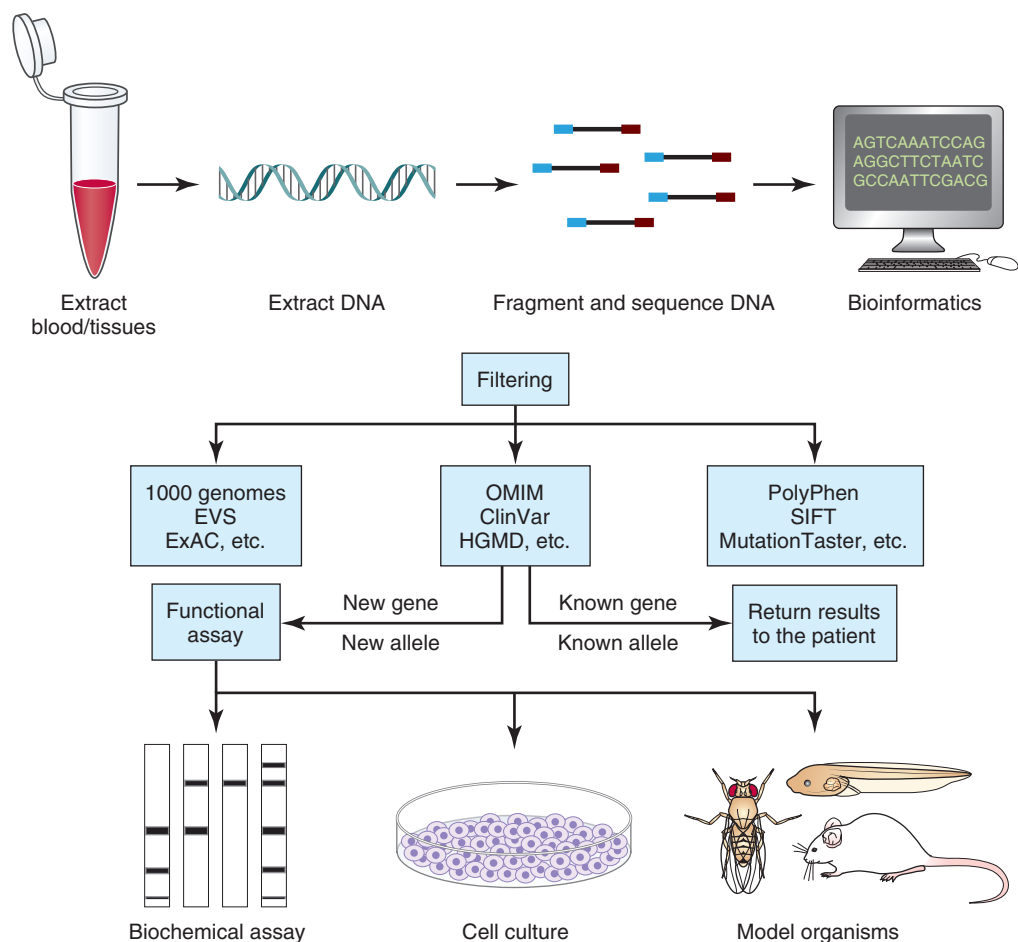 AGTCAAATCCAG
AGGCTTCTAATC
GCCAATTCGACG
Extract
blood/tissues
Extract DNA
Fragment and sequence DNA
Bioinformatics
Filtering
1000 genomes
EVS
ExAC, etc.
OMIM
ClinVar
HGMD, etc.
PolyPhen
SIFT
MutationTaster, etc.
Functional
assay
New gene
New allele
Known gene
Known allele
Return results
to the patient
Biochemical assay
Cell culture
Model organisms